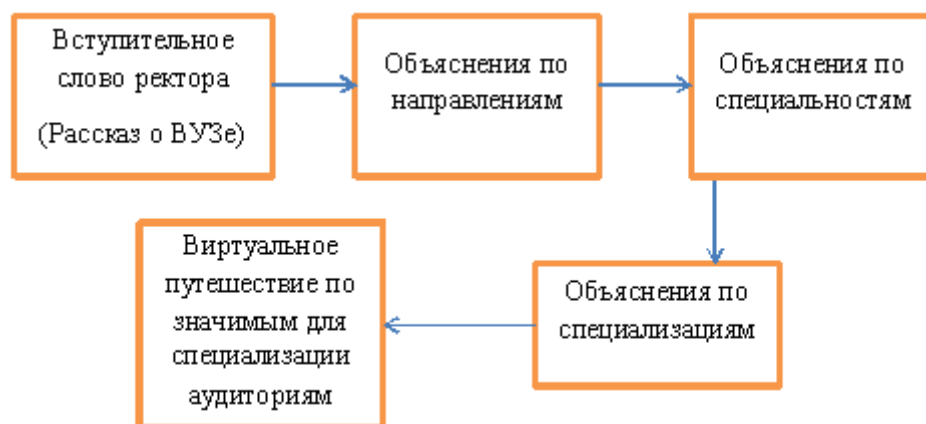 Вступительное
слово ректора
(Рассказ о ВУЗе)
Объяснения по
направлениям
Объяснения по
специальностям
Объяснения по
специализациям
Виртуальное
путешествие по
значимым для
специализации
аудиториям